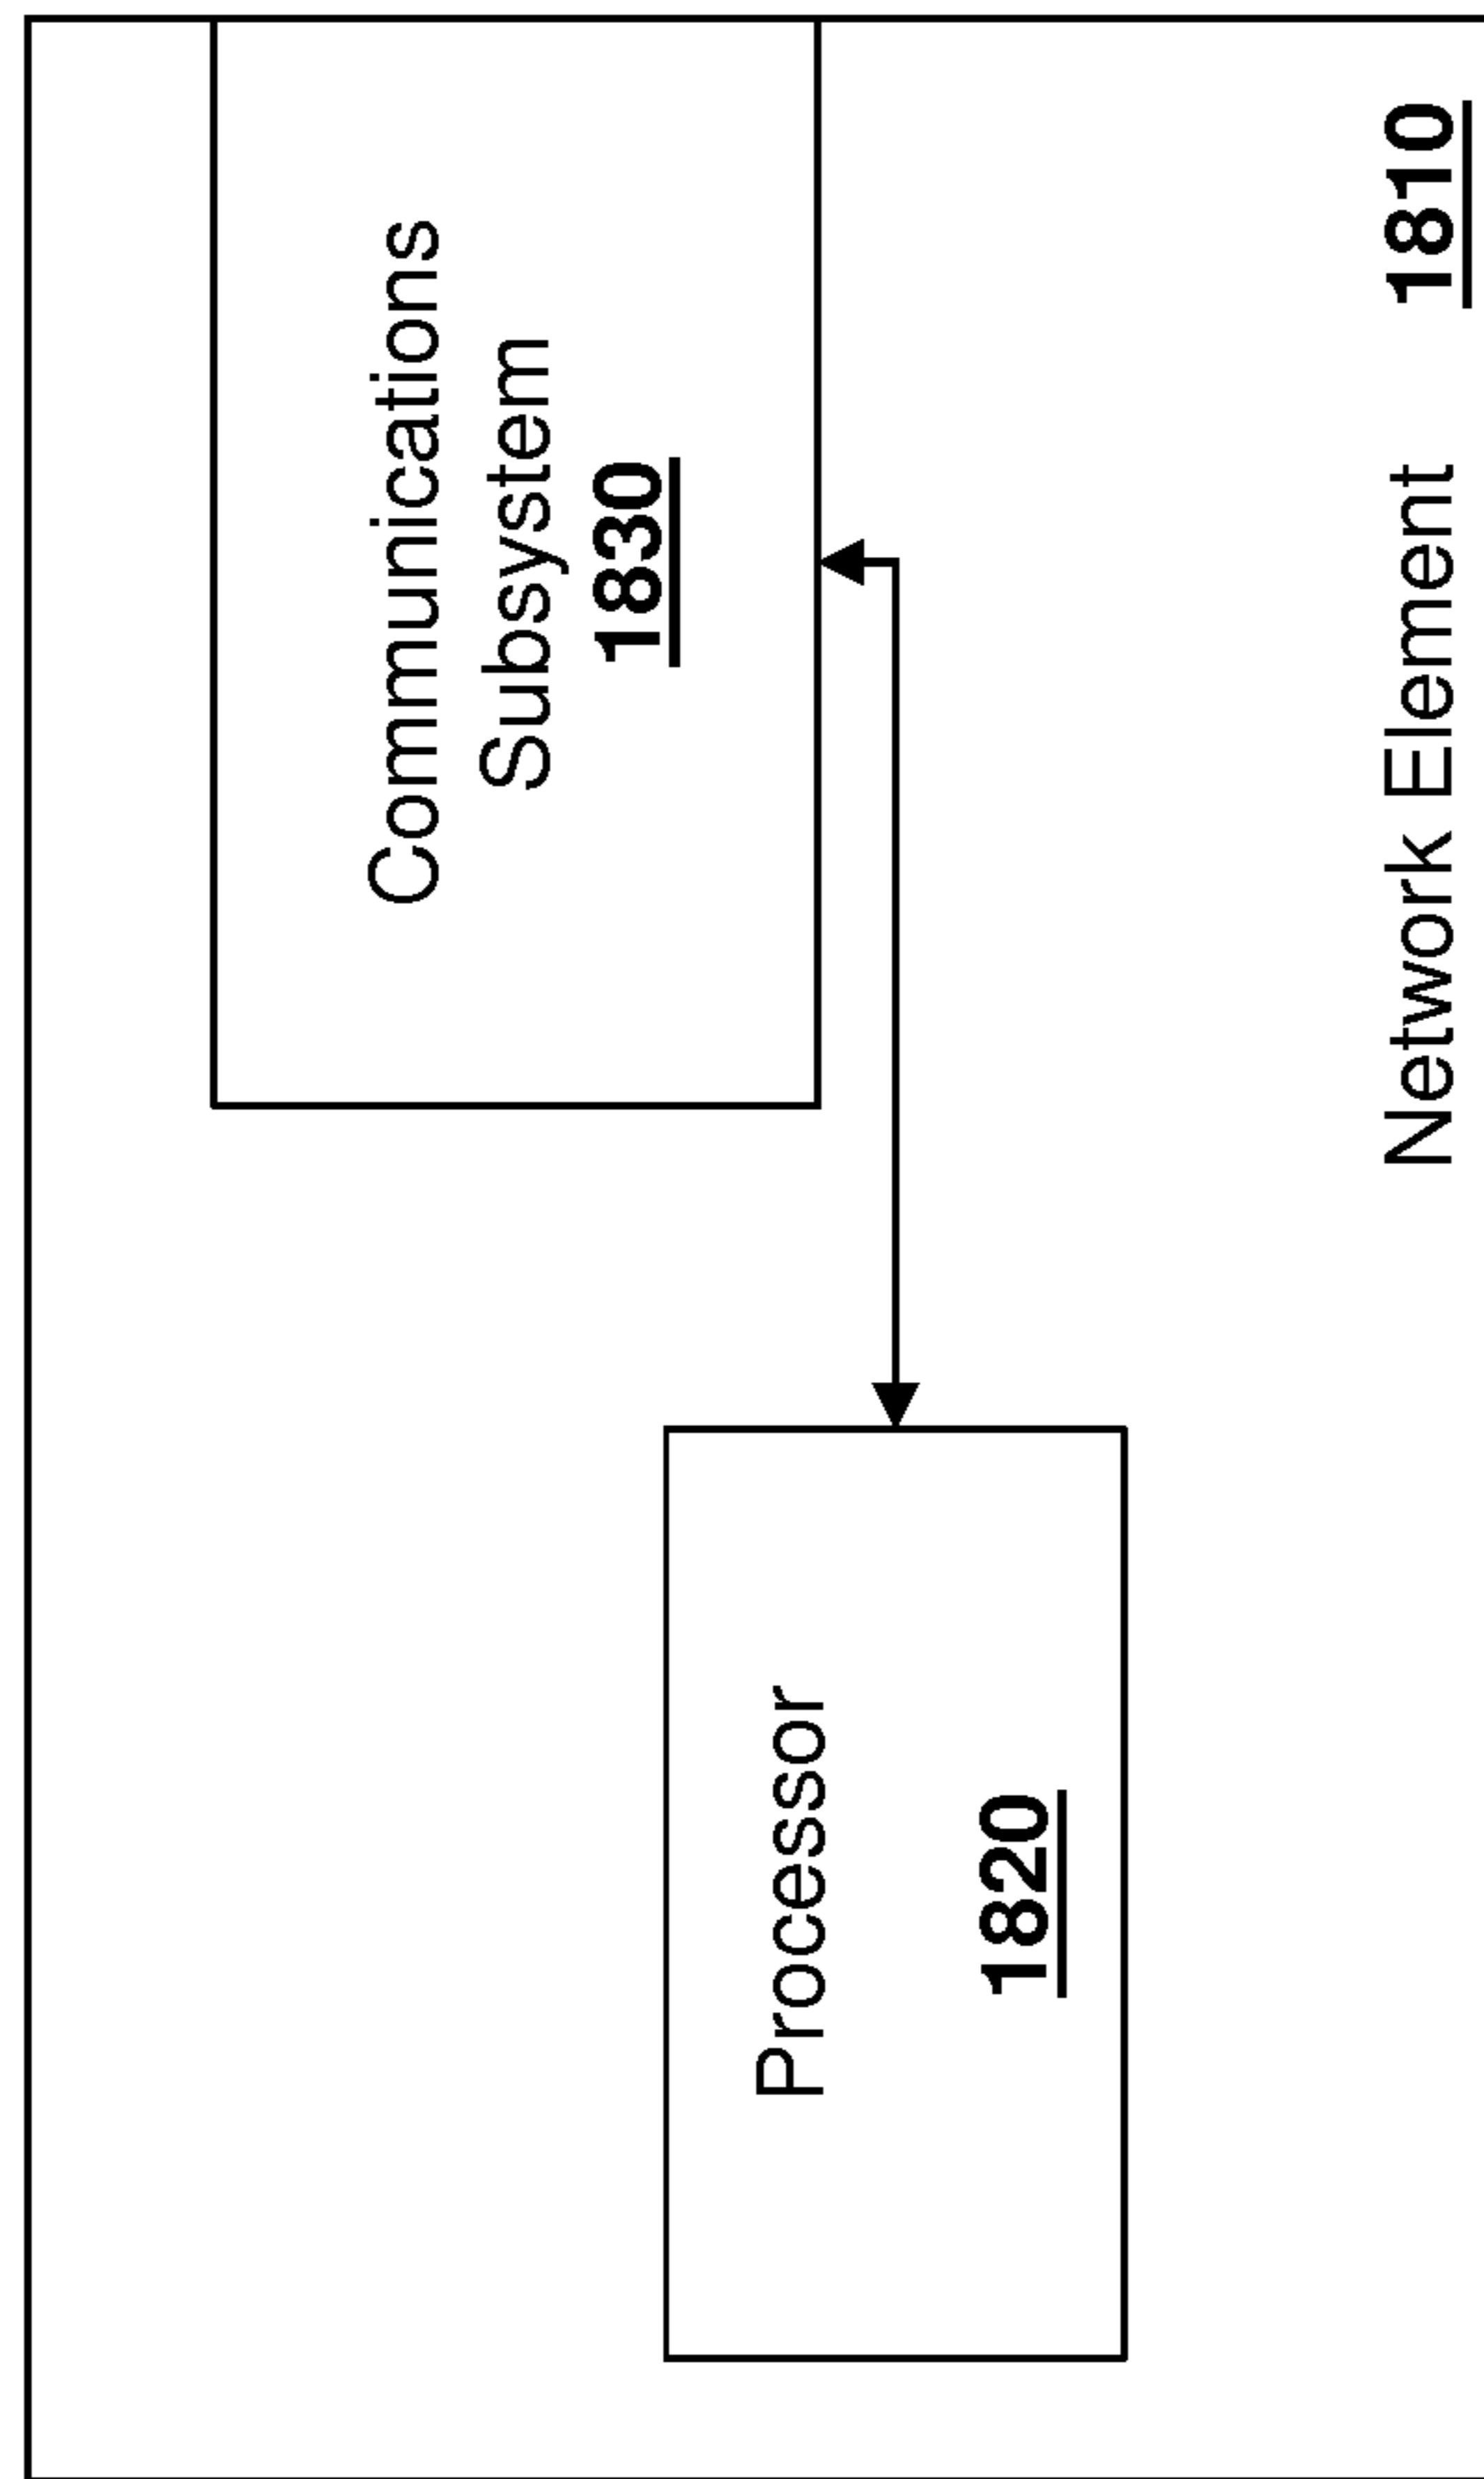 Communications
Subsystem
1830
Processor
1820
Network Element 1810